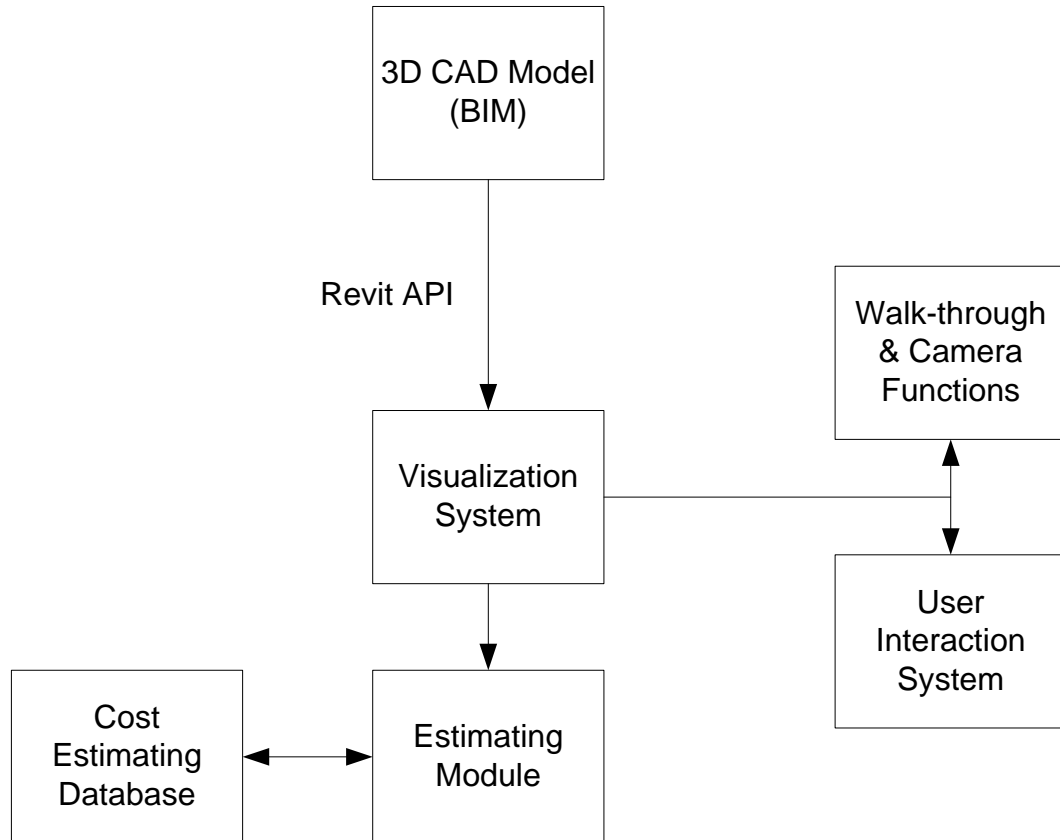 3D CAD Model
(BIM)
Revit API
Walk-through
& Camera
Functions
Visualization
System
User
Interaction
System
Cost
Estimating
Database
Estimating
Module